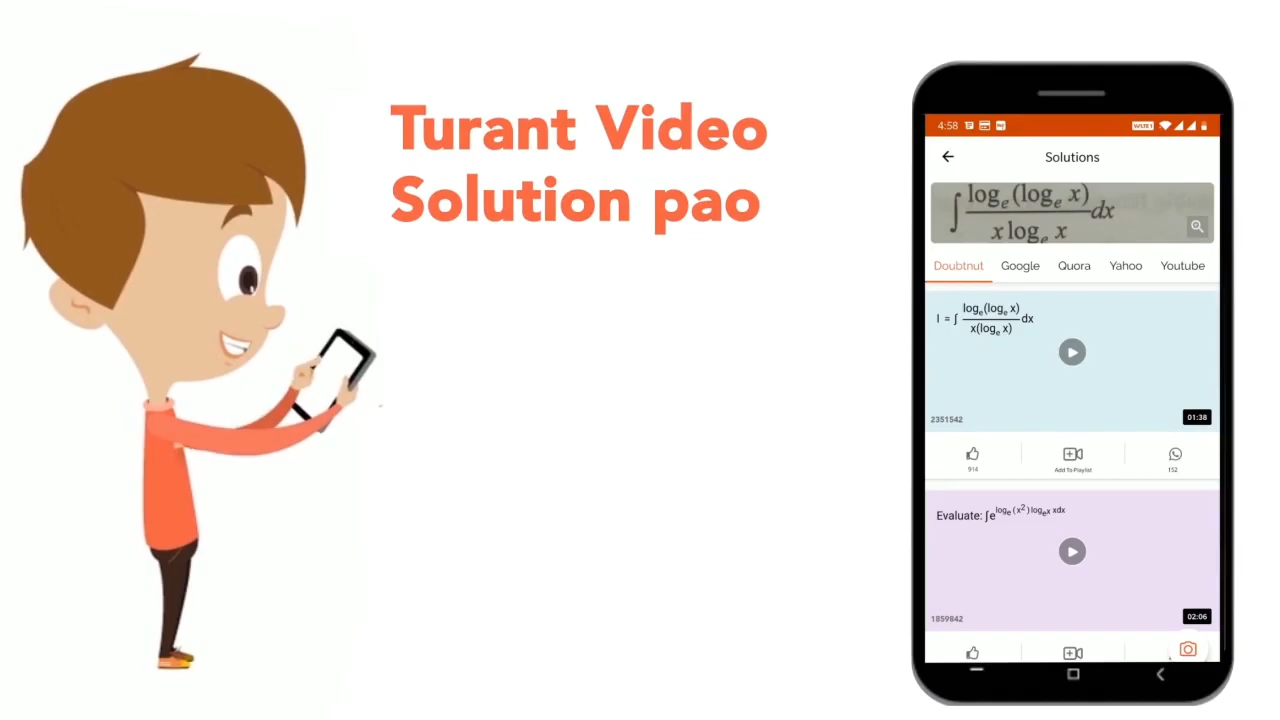 Turant Video
Solution pao
4:58
Solutions
∫ logₑ(logₑ x) / x logₑ x dx
Doubtnut Google Quora Yahoo Youtube
I = ∫ logₑ(logₑ x) / x(logₑ x) dx
2351542 01:38
914 Add To Playlist 152
Evaluate: ∫e^logₑ(x²)logₑx xdx
1859842 02:06